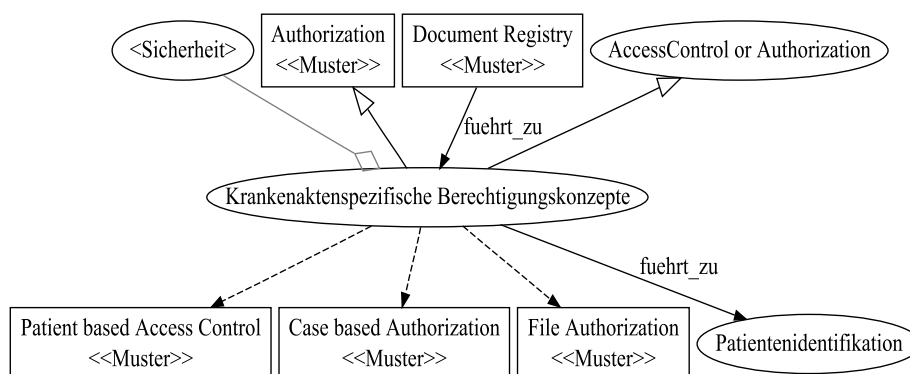 <Sicherheit>
Authorization
<<Muster>>
Document Registry
<<Muster>>
AccessControl or Authorization
fuehrt_zu
Krankenaktenspezifische Berechtigungskonzepte
fuehrt_zu
Patient based Access Control
<<Muster>>
Case based Authorization
<<Muster>>
File Authorization
<<Muster>>
Patientenidentifikation